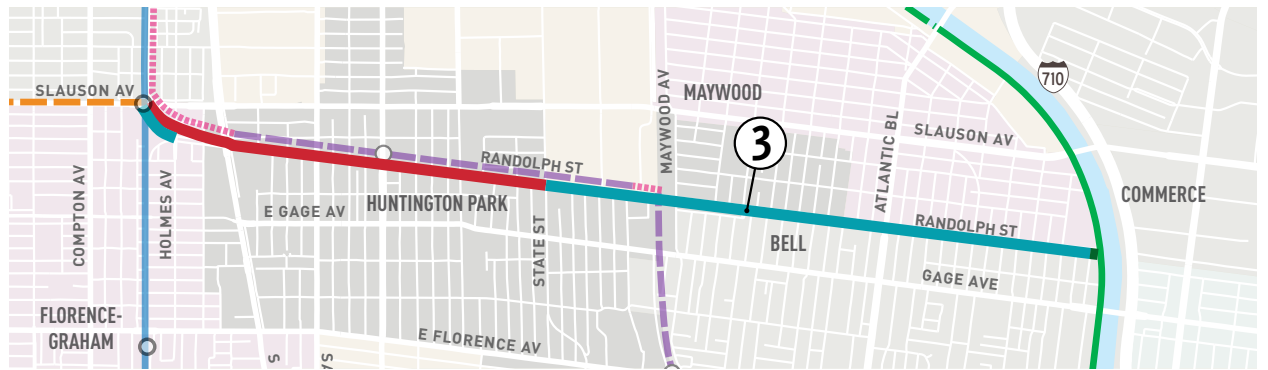 SLAUSON AV
MAYWOOD AV
MAYWOOD
710
3
SLAUSON AV
ATLANTIC BL
RANDOLPH ST
COMMERCE
COMPTON AV
HOLMES AV
HUNTINGTON PARK
E GAGE AV
STATE ST
BELL
RANDOLPH ST
GAGE AVE
FLORENCE-
GRAHAM
E FLORENCE AV
S
SA